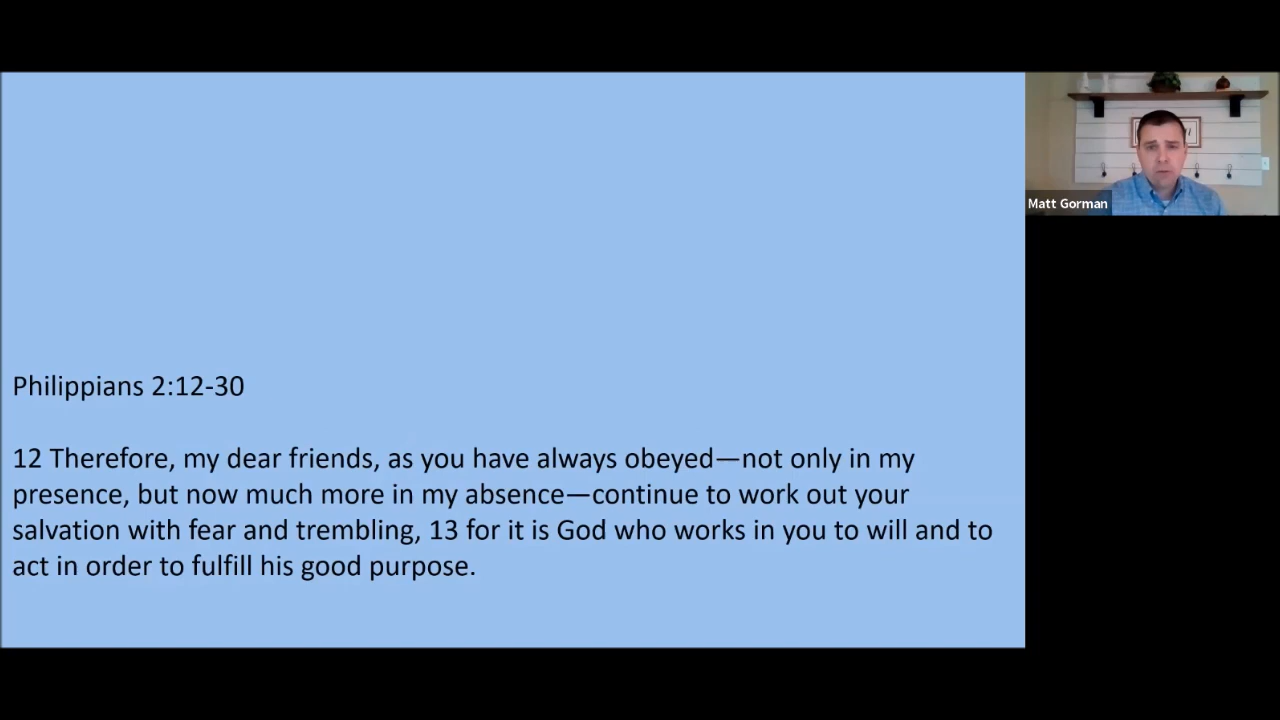 Philippians 2:12-30
12 Therefore, my dear friends, as you have always obeyed—not only in my
presence, but now much more in my absence—continue to work out your
salvation with fear and trembling, 13 for it is God who works in you to will and to
act in order to fulfill his good purpose.
Matt Gorman